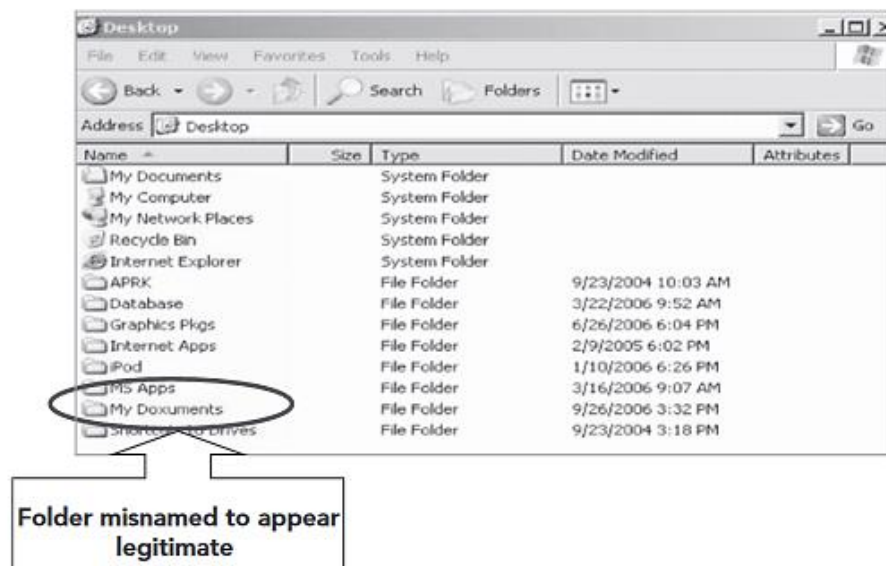 Desktop
File Edit View Favorites Tools Help
Back Search Folders
Address Desktop Go
Name Size Type Date Modified Attributes
My Documents System Folder
My Computer System Folder
My Network Places System Folder
Recycle Bin System Folder
Internet Explorer System Folder
APRK File Folder 9/23/2004 10:03 AM
Database File Folder 3/22/2006 9:52 AM
Graphics Pkgs File Folder 6/26/2006 6:04 PM
Internet Apps File Folder 2/9/2005 6:02 PM
iPod File Folder 1/10/2006 6:26 PM
MS Apps File Folder 3/16/2006 9:07 AM
My Doxuments File Folder 9/26/2006 3:32 PM
Shortcuts to Drives File Folder 9/23/2004 3:18 PM
Folder misnamed to appear
legitimate